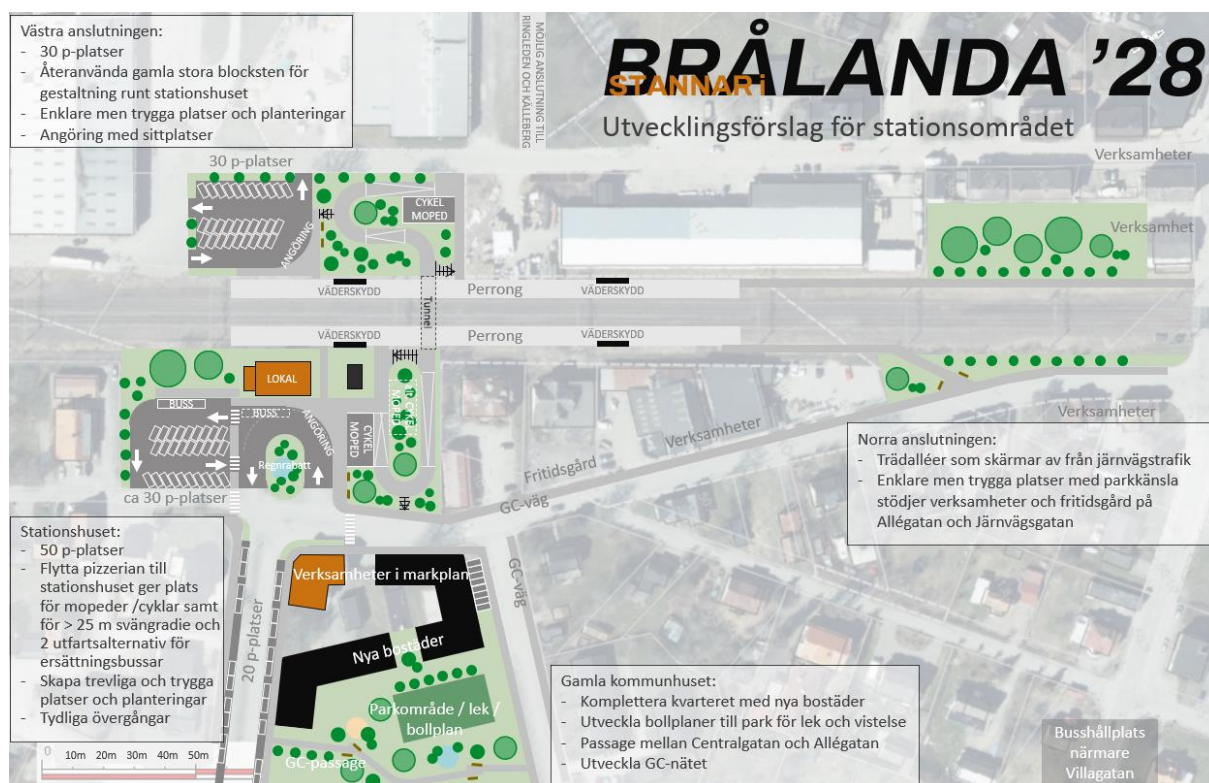 Västra anslutningen:
- 30 p-platser
- Återanvända gamla stora blocksten för
gestaltning runt stationshuset
- Enklare men trygga platser och planteringar
- Angöring med sittplatser
MÖJLIG ANSLUTNING TILL
RINGLEDEN OCH KÄLLEBERG
BRÅLANDA ’28
STANNAR i
Utvecklingsförslag för stationsområdet
Verksamheter
30 p-platser
CYKEL
MOPED
ANGÖRING
Verksamhet
VÄDERSKYDD
Perrong
VÄDERSKYDD
Tunnel
VÄDERSKYDD
Perrong
VÄDERSKYDD
LOKAL
BUSS
BUSS
ANGÖRING
CYKEL
MOPED
MOPED
Regnrabatt
ca 30 p-platser
Verksamheter
Fritidsgård
GC-väg
Verksamheter
Norra anslutningen:
- Trädalléer som skärmar av från järnvägstrafik
- Enklare men trygga platser med parkkänsla
stödjer verksamheter och fritidsgård på
Allégatan och Järnvägsgatan
Stationshuset:
- 50 p-platser
- Flytta pizzerian till
stationshuset ger plats
för mopeder /cyklar samt
för > 25 m svängradie och
2 utfartsalternativ för
ersättningsbussar
- Skapa trevliga och trygga
platser och planteringar
- Tydliga övergångar
20 p-platser
Verksamheter i markplan
GC-väg
Nya bostäder
Parkområde / lek /
bollplan
GC-passage
Gamla kommunhuset:
- Komplettera kvarteret med nya bostäder
- Utveckla bollplaner till park för lek och vistelse
- Passage mellan Centralgatan och Allégatan
- Utveckla GC-nätet
Busshållplats
närmare
Villagatan
0 10m 20m 30m 40m 50m